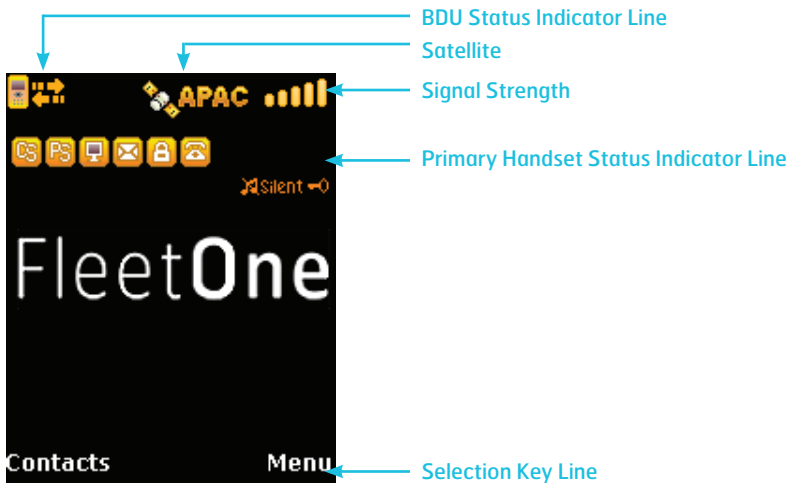 BDU Status Indicator Line
Satellite
APAC
Signal Strength
CS PS
Primary Handset Status Indicator Line
Silent
FleetOne
Contacts Menu
Selection Key Line